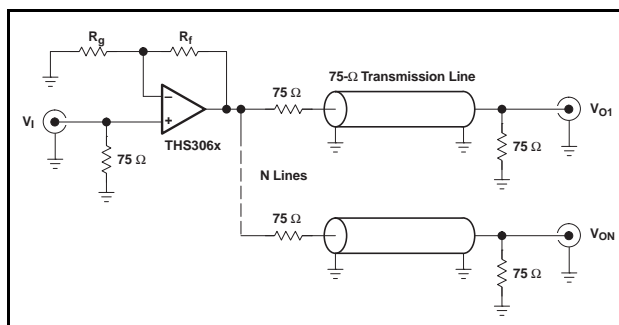 Rg
Rf
75 Ω
75-Ω Transmission Line
VI
−
+
75 Ω
THS306x
VO1
75 Ω
N Lines
75 Ω
VON
75 Ω